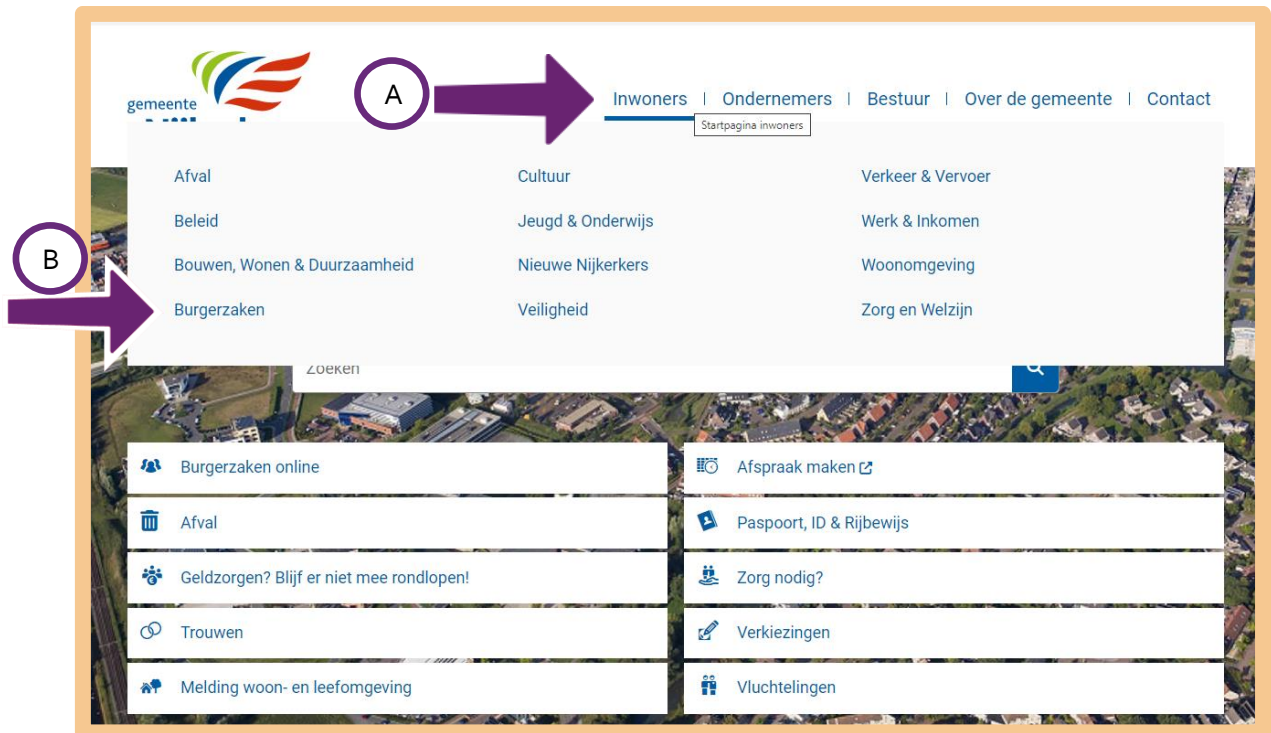 A
gemeente
Inwoners | Ondernemers | Bestuur | Over de gemeente | Contact
Startpagina inwoners
Afval
Cultuur
Verkeer & Vervoer
Beleid
Jeugd & Onderwijs
Werk & Inkomen
B
Bouwen, Wonen & Duurzaamheid
Nieuwe Nijkerkers
Woonomgeving
Burgerzaken
Veiligheid
Zorg en Welzijn
Zoeken
Burgerzaken online
Afspraak maken
Afval
Paspoort, ID & Rijbewijs
Geldzorgen? Blijf er niet mee rondlopen!
Zorg nodig?
Trouwen
Verkiezingen
Melding woon- en leefomgeving
Vluchtelingen